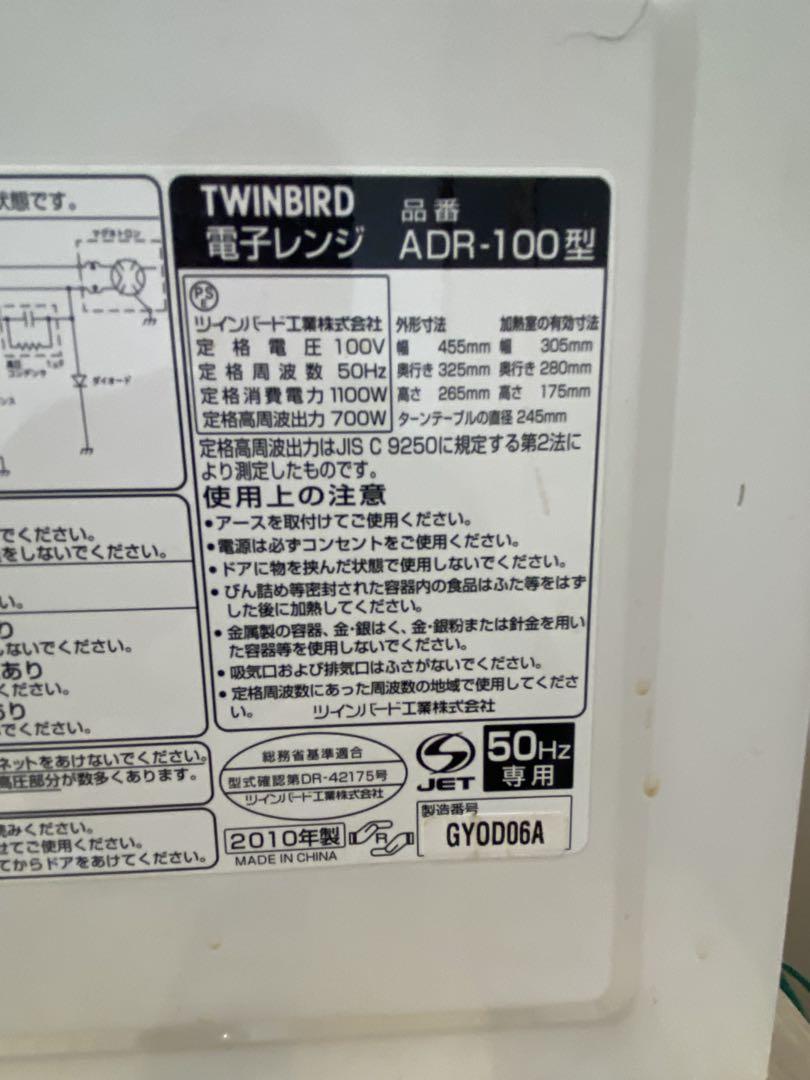 状態です。
マグネトロン
高圧
コンデンサ
ダイオード
でください。
をしないでください。
い。
り
しないでください。
あり
ください。
り
でください。
ネットをあけないでください。
高圧部分が数多くあります。
読みください。
せてご使用ください。
てからドアをあけてください。
TWINBIRD 品番
電子レンジ ADR-100型
PS
E
ツインバード工業株式会社
定格電圧 100V
定格周波数 50Hz
定格消費電力 1100W
定格高周波出力 700W
外形寸法 加熱室の有効寸法
幅 455mm 幅 305mm
奥行き 325mm 奥行き 280mm
高さ 265mm 高さ 175mm
ターンテーブルの直径 245mm
定格高周波出力はJIS C 9250に規定する第2法に
より測定したものです。
使用上の注意
•アースを取付けてご使用ください。
•電源は必ずコンセントをご使用ください。
•ドアに物を挟んだ状態で使用しないでください。
•びん詰め等密封された容器内の食品はふた等をはず
した後に加熱してください。
•金属製の容器、金・銀はく、金・銀粉または針金を用い
た容器等を使用しないでください。
•吸気口および排気口はふさがないでください。
•定格周波数にあった周波数の地域で使用してくださ
い。 ツインバード工業株式会社
総務省基準適合
型式確認第DR-42175号
ツインバード工業株式会社
JET
50Hz
専用
2010年製
R
MADE IN CHINA
製造番号
GYOD06A